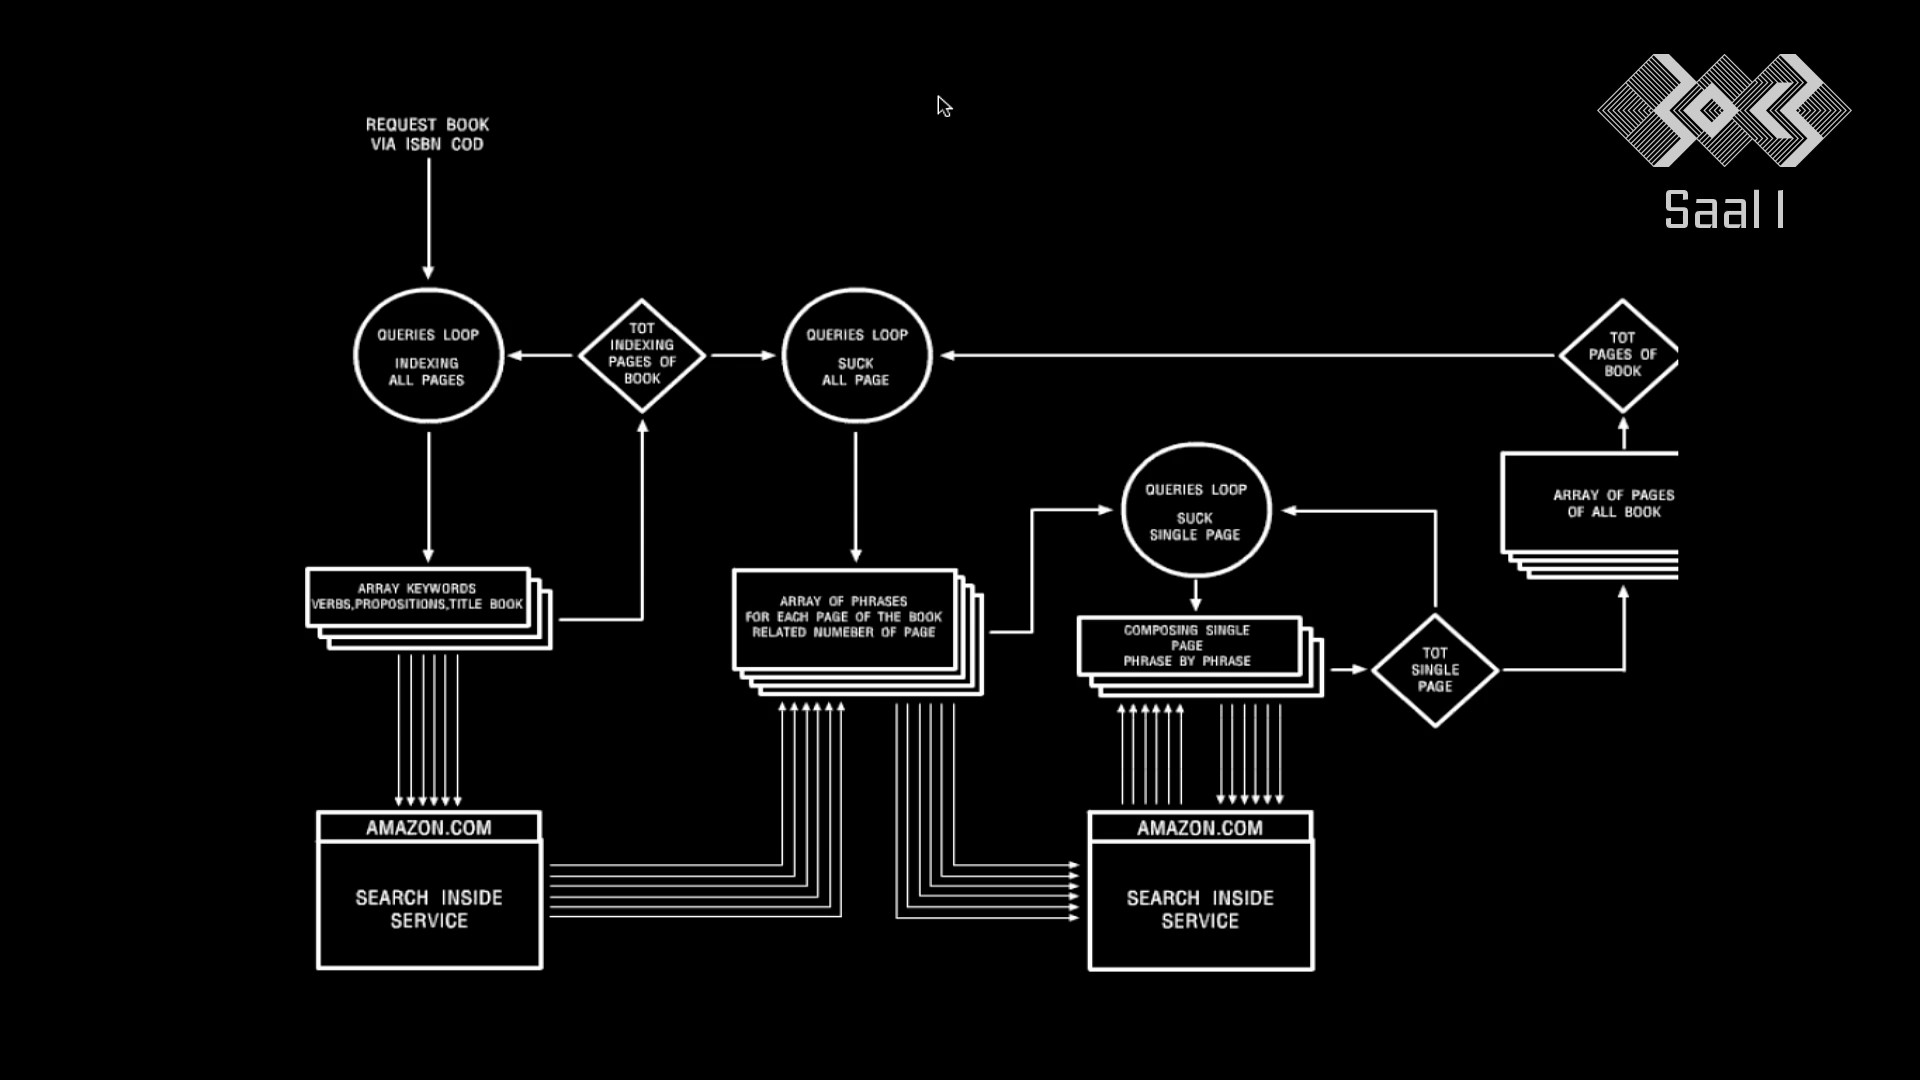 REQUEST BOOK
VIA ISBN COD
QUERIES LOOP
INDEXING
ALL PAGES
TOT
INDEXING
PAGES OF
BOOK
QUERIES LOOP
SUCK
ALL PAGE
TOT
PAGES OF
BOOK
QUERIES LOOP
SUCK
SINGLE PAGE
ARRAY OF PAGES
OF ALL BOOK
ARRAY KEYWORDS
VERBS,PROPOSITIONS,TITLE BOOK
ARRAY OF PHRASES
FOR EACH PAGE OF THE BOOK
RELATED NUMEBER OF PAGE
COMPOSING SINGLE
PAGE
PHRASE BY PHRASE
TOT
SINGLE
PAGE
AMAZON.COM
SEARCH INSIDE
SERVICE
AMAZON.COM
SEARCH INSIDE
SERVICE
30C3
Saal 1